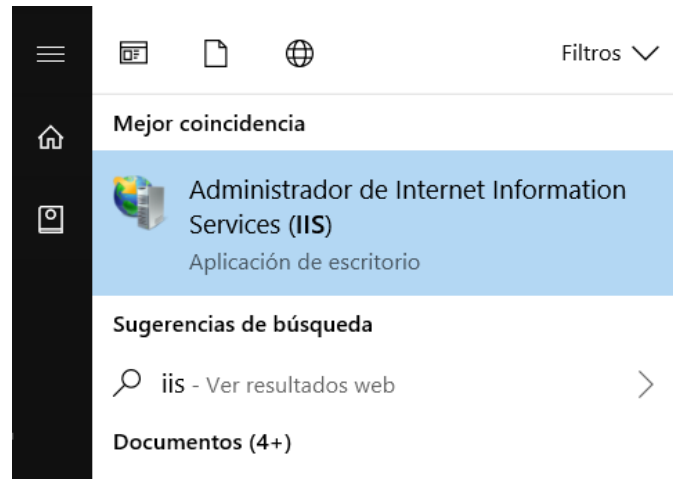 Filtros
Mejor coincidencia
Administrador de Internet Information
Services (IIS)
Aplicación de escritorio
Sugerencias de búsqueda
iis - Ver resultados web
Documentos (4+)